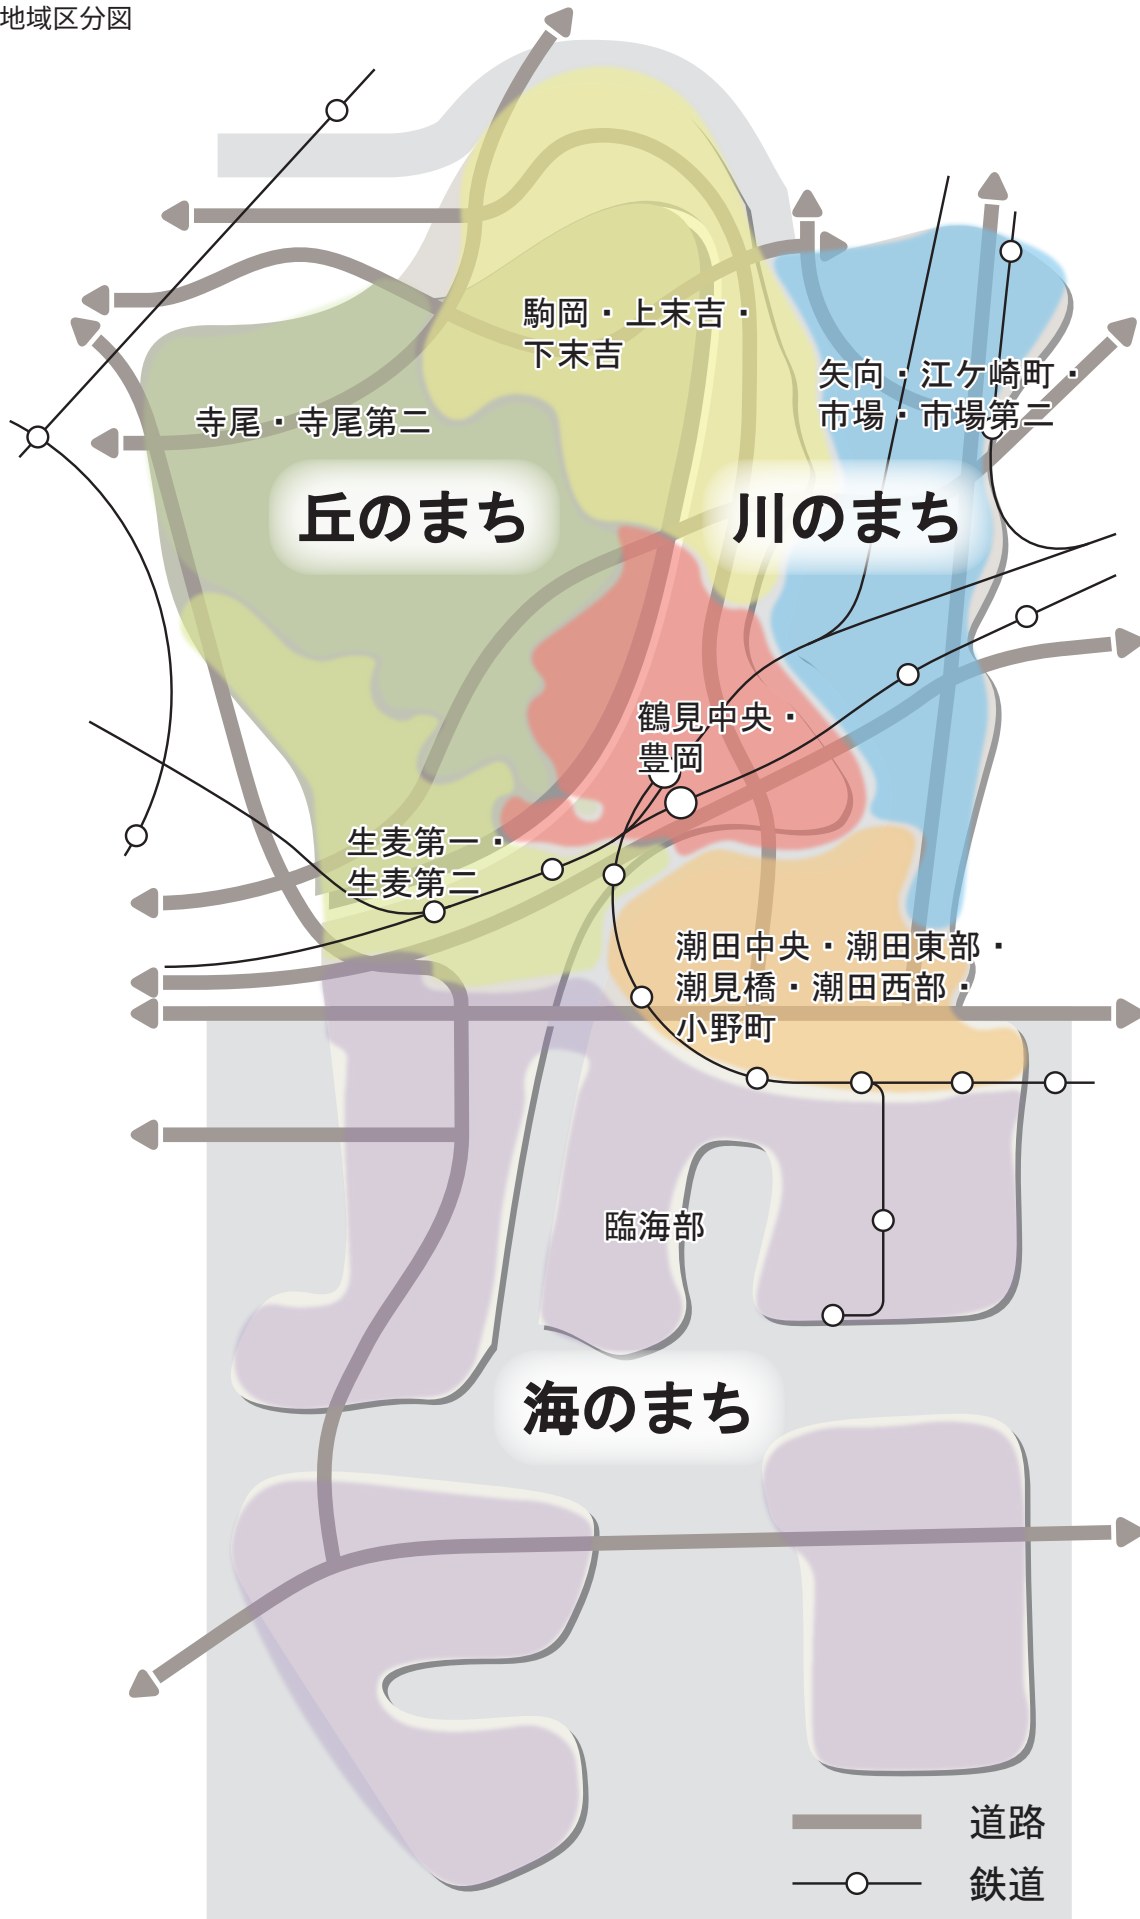 地域区分図
駒岡・上末吉・
下末吉
矢向・江ケ崎町・
市場・市場第二
寺尾・寺尾第二
丘のまち
川のまち
鶴見中央・
豊岡
生麦第一・
生麦第二
潮田中央・潮田東部・
潮見橋・潮田西部・
小野町
臨海部
海のまち
道路
鉄道